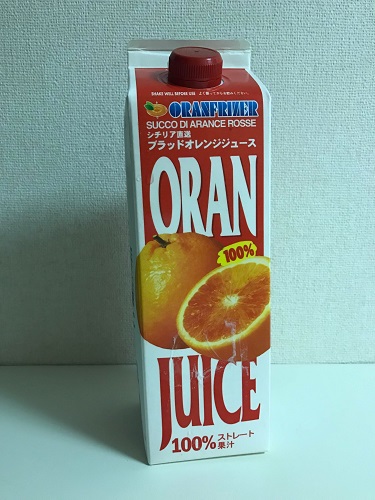 SHAKE WELL BEFORE USE よく振ってからお飲みください。
ORANFRIZER
SUCCO DI ARANCE ROSSE
シチリア直送
ブラッドオレンジジュース
ORAN
100%
JUICE
100% ストレート
果汁